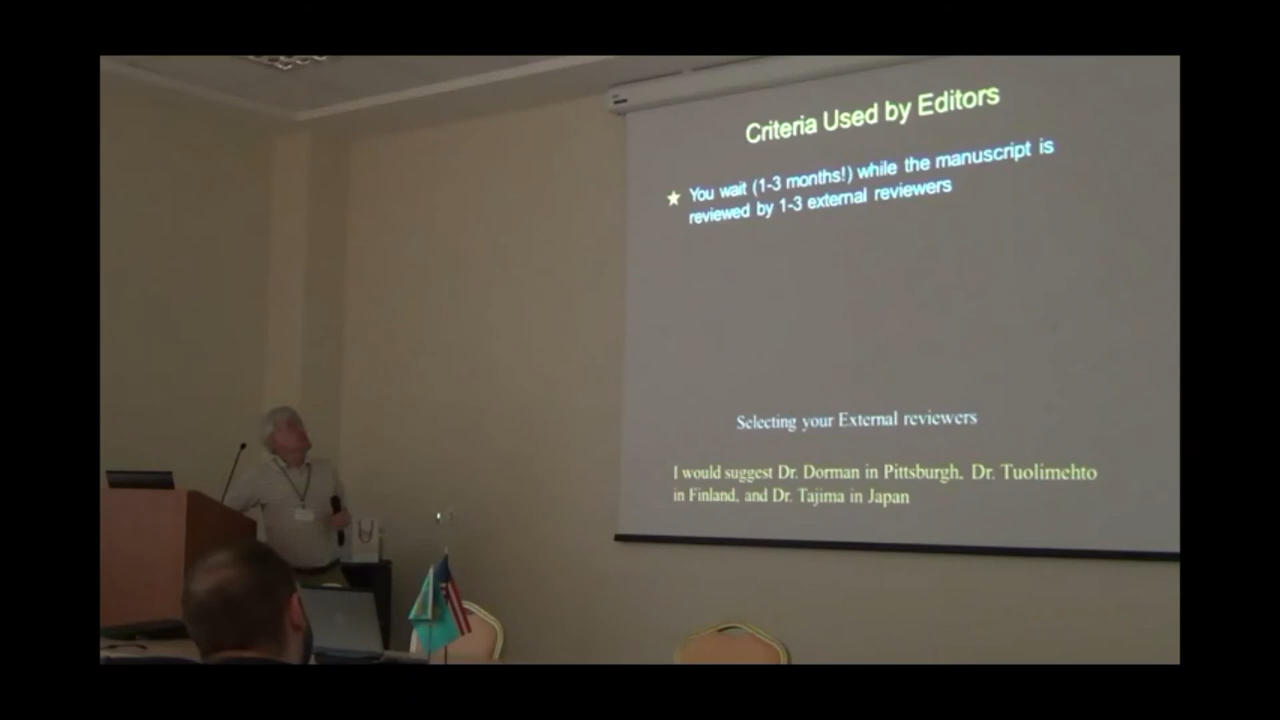 Criteria Used by Editors
You wait (1-3 months!) while the manuscript is
reviewed by 1-3 external reviewers
Selecting your External reviewers
I would suggest Dr. Dorman in Pittsburgh, Dr. Tuolimehto
in Finland, and Dr. Tajima in Japan